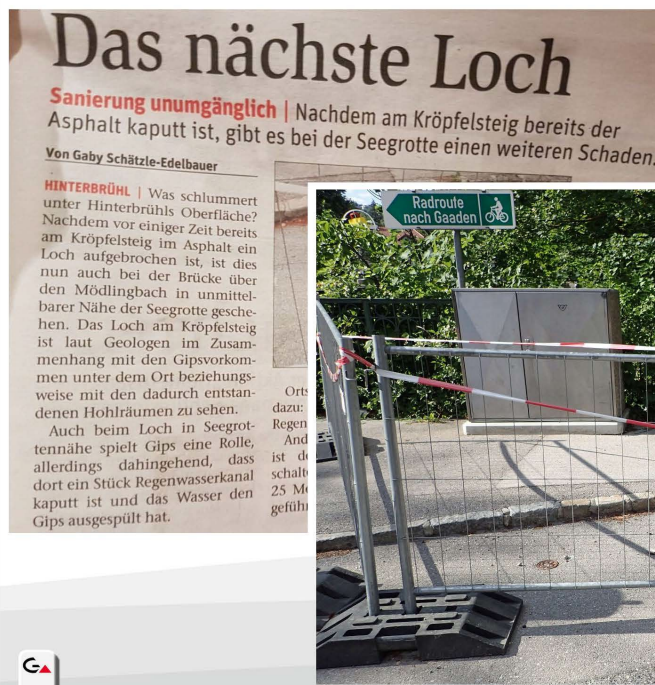 Das nächste Loch
Sanierung unumgänglich | Nachdem am Kröpfelsteig bereits der
Asphalt kaputt ist, gibt es bei der Seegrotte einen weiteren Schaden.
Von Gaby Schätzle-Edelbauer
HINTERBRÜHL | Was schlummert
unter Hinterbrühls Oberfläche?
Nachdem vor einiger Zeit bereits
am Kröpfelsteig im Asphalt ein
Loch aufgebrochen ist, ist dies
nun auch bei der Brücke über
den Mödlingbach in unmittel-
barer Nähe der Seegrotte gesche-
hen. Das Loch am Kröpfelsteig
ist laut Geologen im Zusam-
menhang mit den Gipsvorkom-
men unter dem Ort beziehungs-
weise mit den dadurch entstan-
denen Hohlräumen zu sehen.
Auch beim Loch in Seegrot-
tennähe spielt Gips eine Rolle,
allerdings dahingehend, dass
dort ein Stück Regenwasserkanal
kaputt ist und das Wasser den
Gips ausgespült hat.
Orts
dazu:
Regen
And
ist de
schalt
25 Me
geführ
Radroute
nach Gaaden